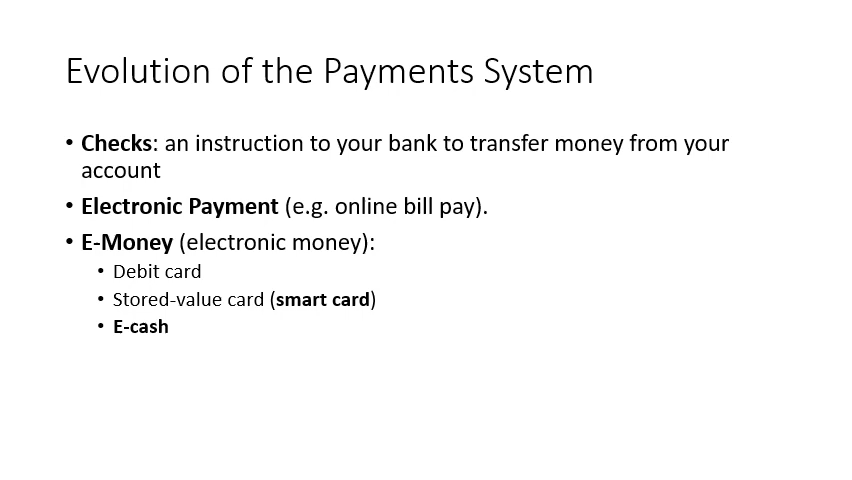 Evolution of the Payments System
• Checks: an instruction to your bank to transfer money from your
account
• Electronic Payment (e.g. online bill pay).
• E-Money (electronic money):
• Debit card
• Stored-value card (smart card)
• E-cash